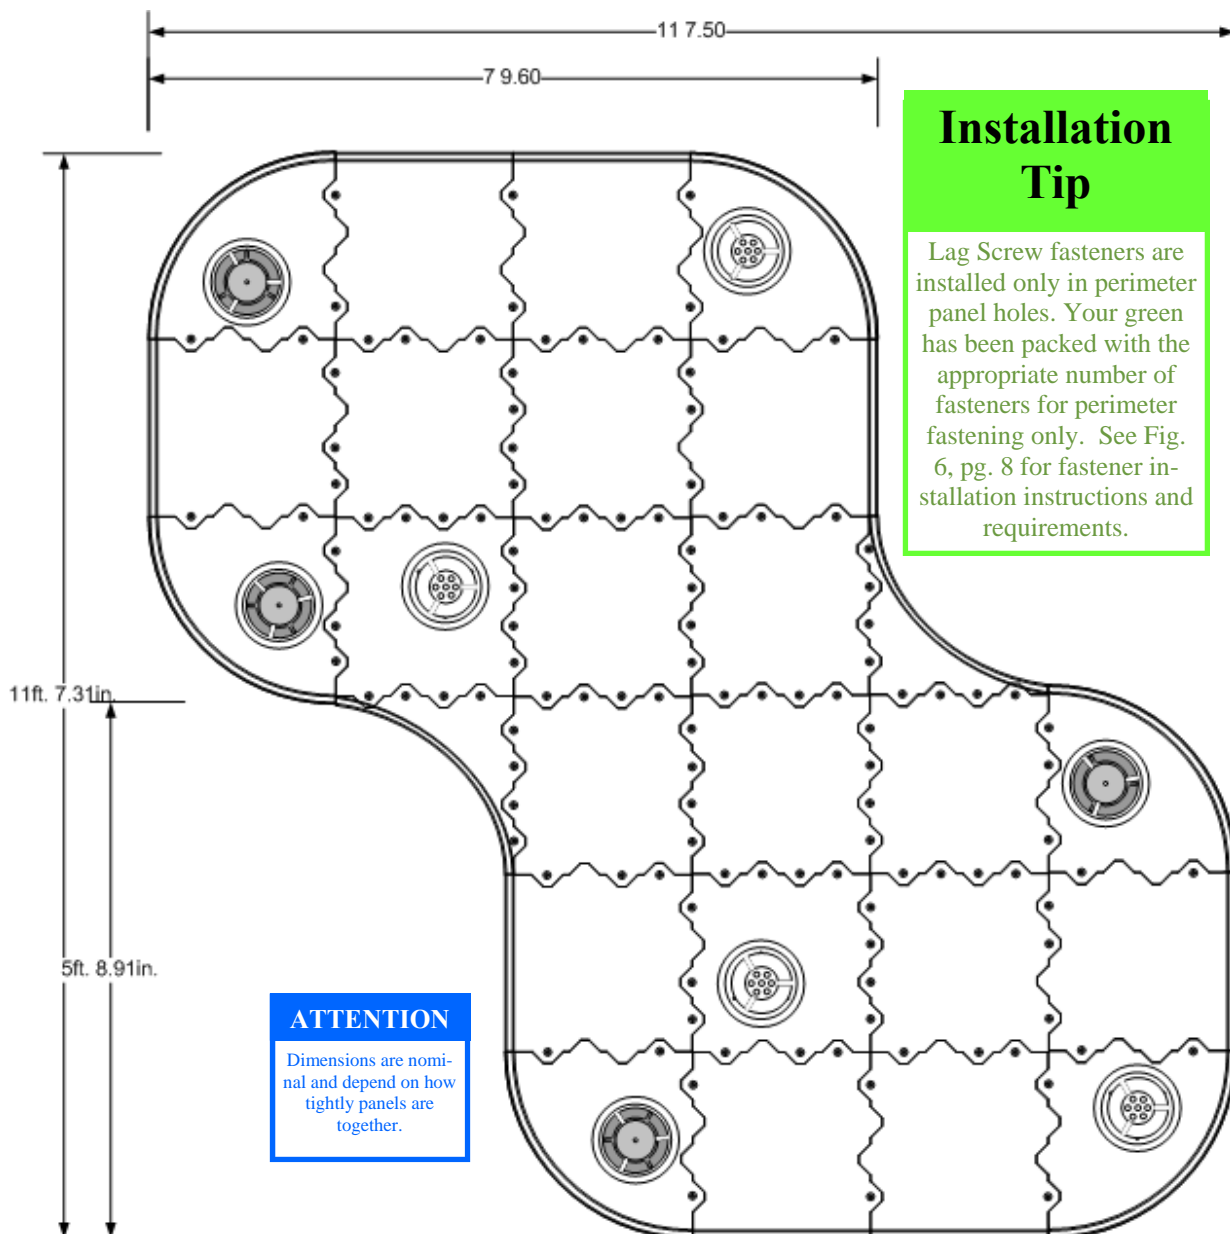 11 7.50
7 9.60
Installation
Tip
Lag Screw fasteners are
installed only in perimeter
panel holes. Your green
has been packed with the
appropriate number of
fasteners for perimeter
fastening only.  See Fig.
6, pg. 8 for fastener in-
stallation instructions and
requirements.
11ft. 7.31in.
5ft. 8.91in.
ATTENTION
Dimensions are nomi-
nal and depend on how
tightly panels are
together.